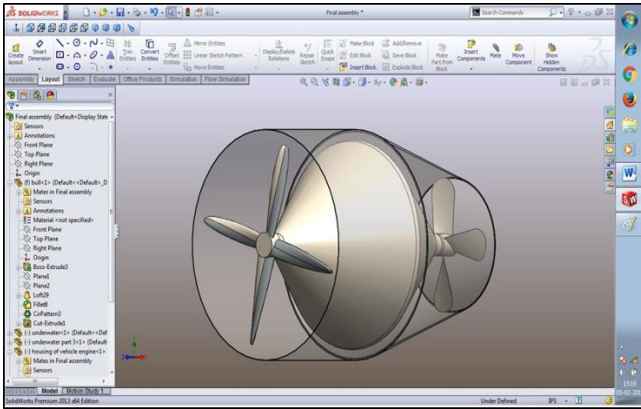 SOLIDWORKS
Final assembly *
Search Commands
Create layout
Smart Dimension
Trim Entities
Convert Entities
Offset Entities
Mirror Entities
Linear Sketch Pattern
Move Entities
Display/Delete Relations
Repair Sketch
Quick Snaps
Make Block
Edit Block
Insert Block
Add/Remove
Save Block
Explode Block
Make Part from Block
Insert Components
Mate
Move Component
Show Hidden Components
Assembly Layout Sketch Evaluate Office Products Simulation Flow Simulation
Final assembly (Default<Display State
Sensors
Annotations
Front Plane
Top Plane
Right Plane
Origin
(f) bull<1> (Default<<Default>_D
Mates in Final assembly
Sensors
Annotations
Material <not specified>
Front Plane
Top Plane
Right Plane
Origin
Boss-Extrude3
Plane1
Plane2
Loft29
Fillet8
CirPattern3
Cut-Extrude1
(-) underwater<1> (Default<<Def
(-) underwater part 3<1> (Default
(-) housing of vehicle engine<1>
Mates in Final assembly
Sensors
Model Motion Study 1
SolidWorks Premium 2013 x64 Edition
Under Defined
IPS